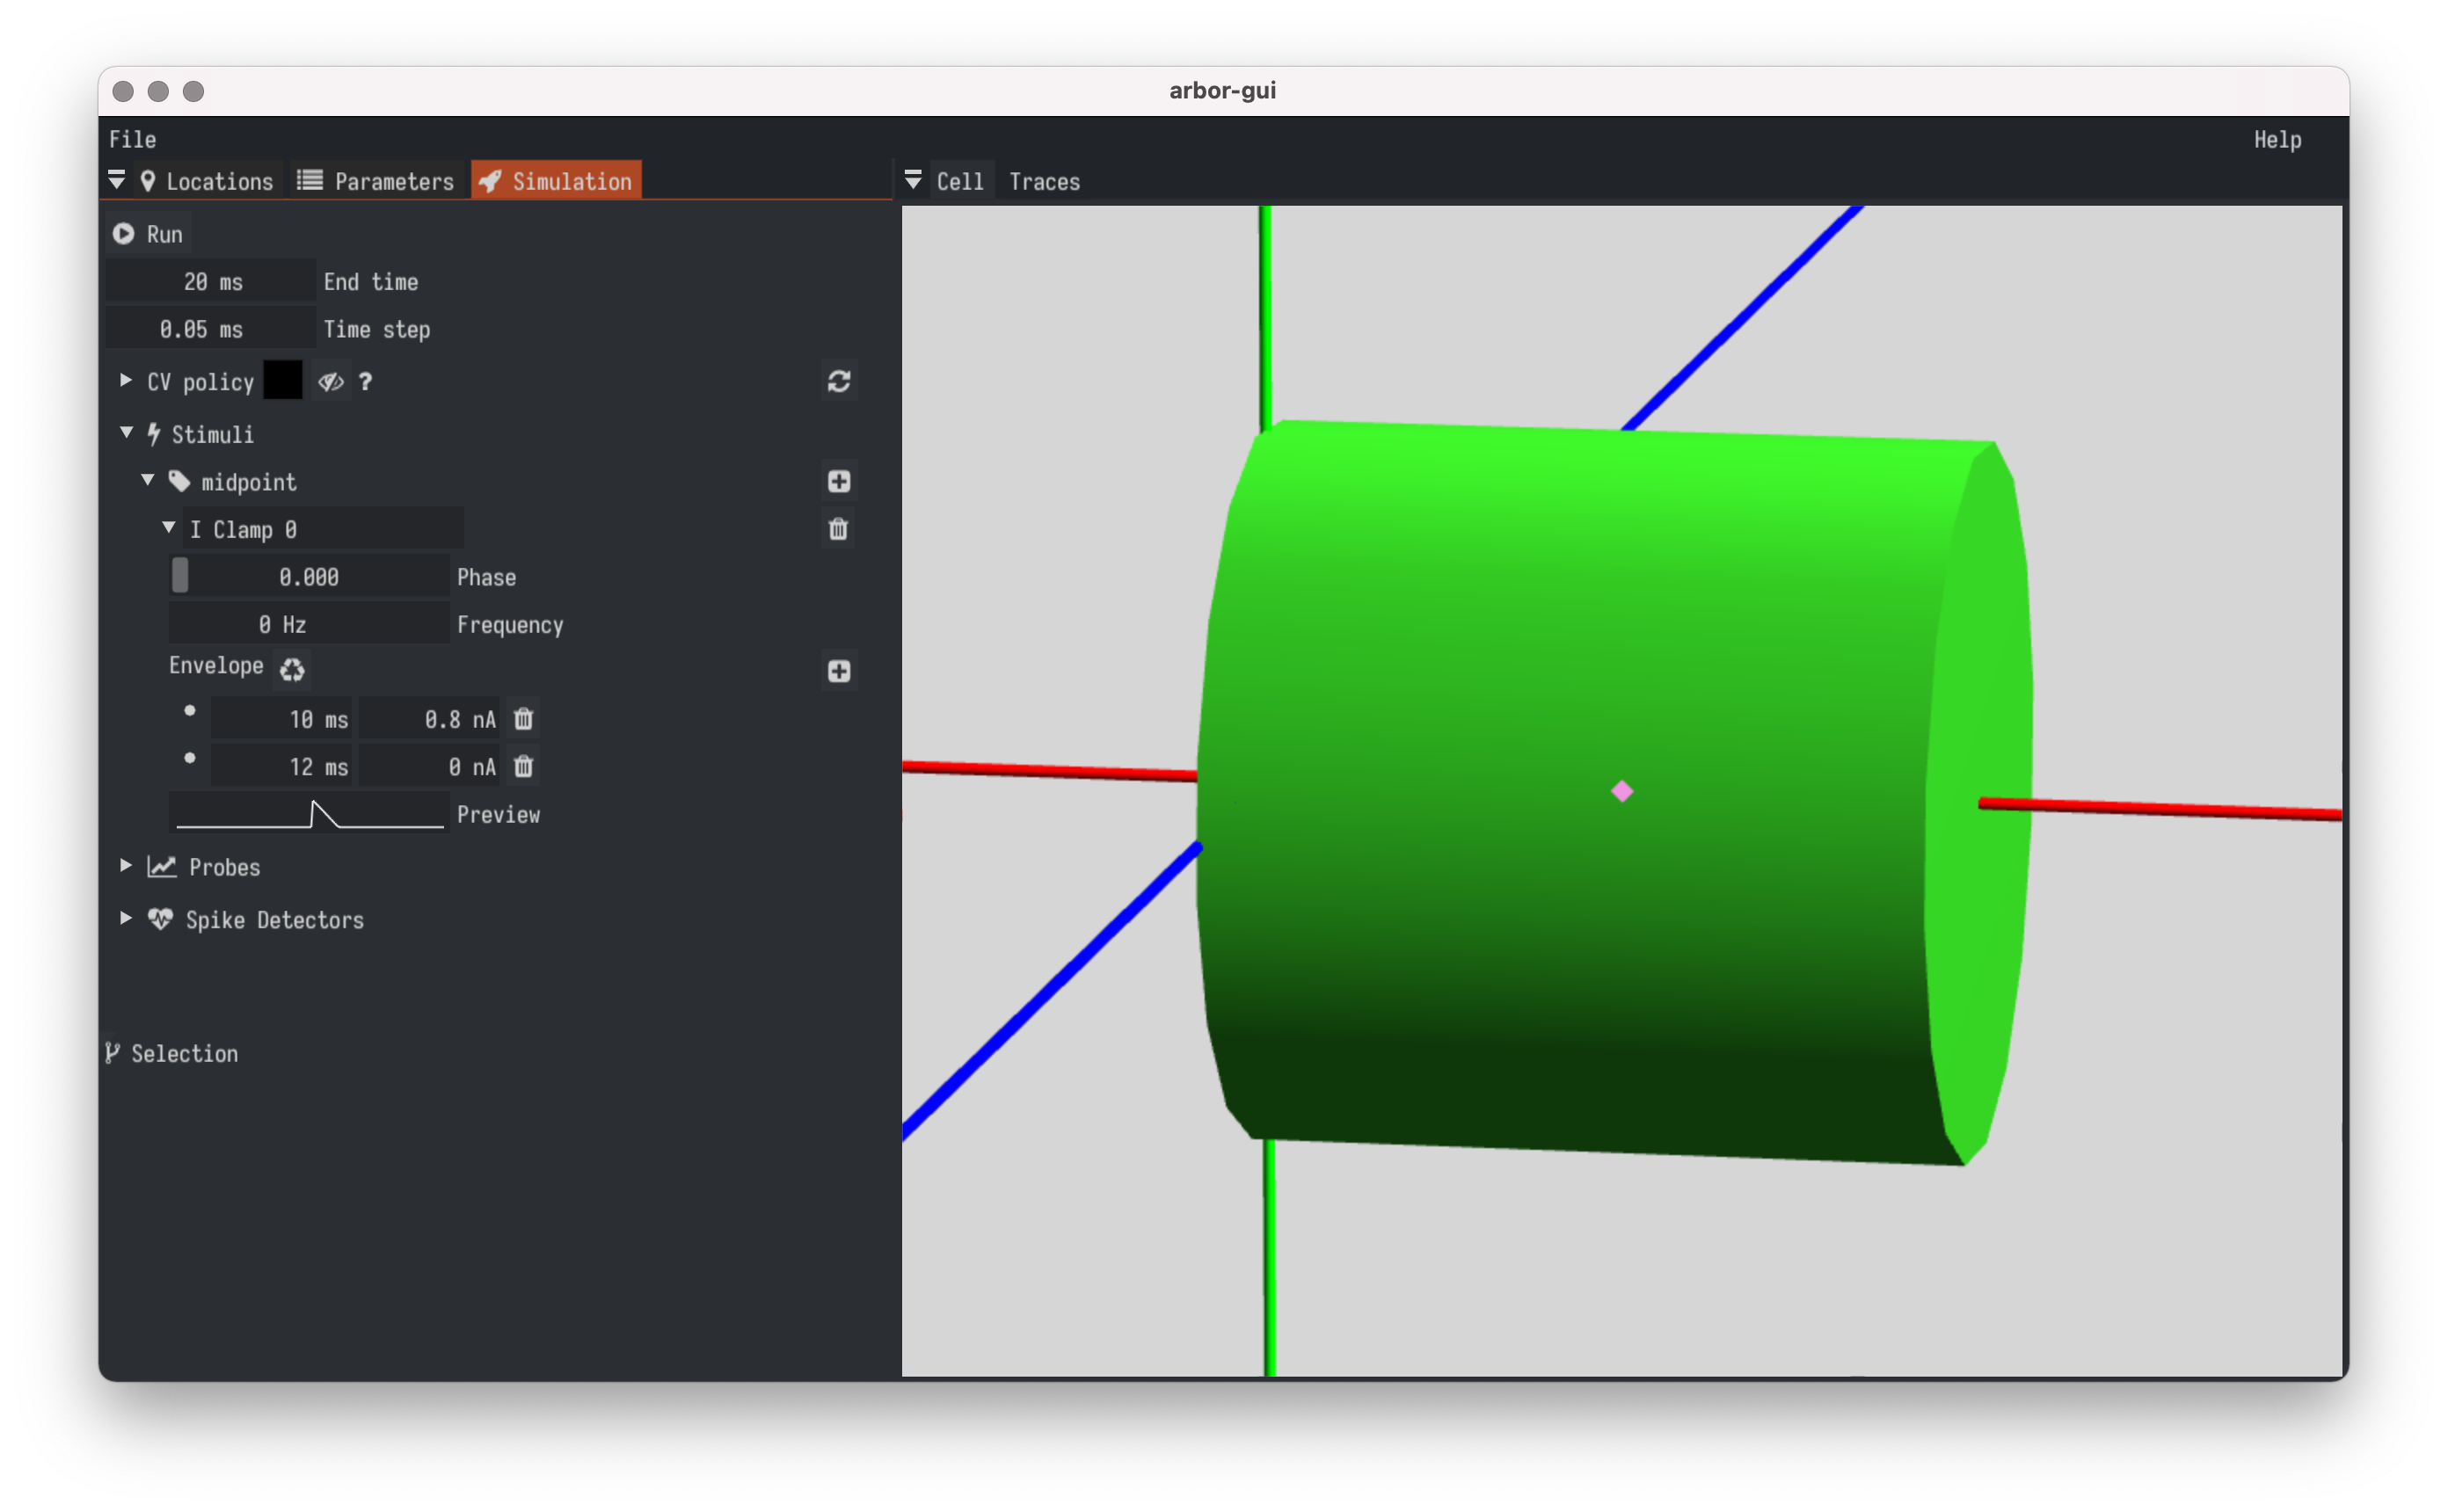 arbor-gui
File Help
Locations Parameters Simulation
Cell Traces
Run
20 ms End time
0.05 ms Time step
CV policy ?
Stimuli
midpoint
I Clamp 0
0.000 Phase
0 Hz Frequency
Envelope
10 ms 0.8 nA
12 ms 0 nA
Preview
Probes
Spike Detectors
Selection